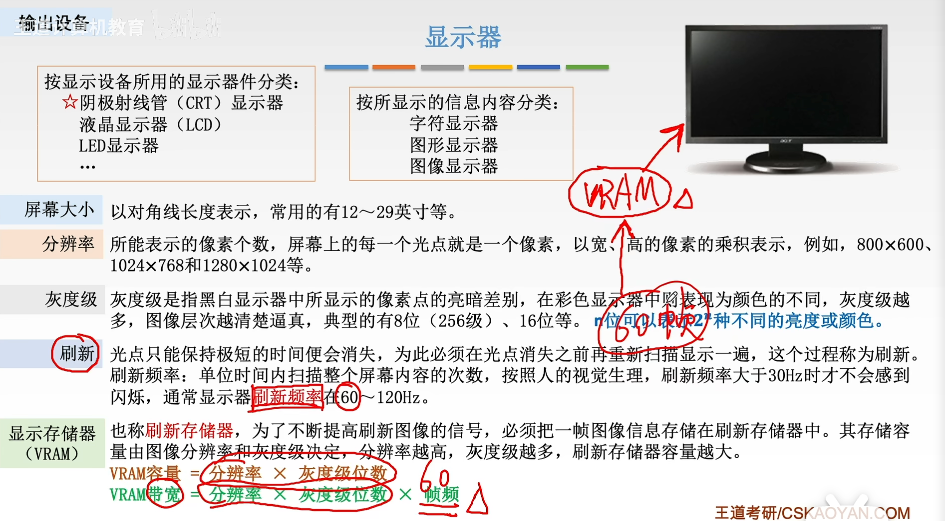 输出设备
王道计算机教育
显示器
按显示设备所用的显示器件分类：
☆阴极射线管（CRT）显示器
液晶显示器（LCD）
LED显示器
…
按所显示的信息内容分类：
字符显示器
图形显示器
图像显示器
acer
VRAM
屏幕大小
以对角线长度表示，常用的有12～29英寸等。
分辨率
所能表示的像素个数，屏幕上的每一个光点就是一个像素，以宽、高的像素的乘积表示，例如，800×600、
1024×768和1280×1024等。
灰度级
灰度级是指黑白显示器中所显示的像素点的亮暗差别，在彩色显示器中则表现为颜色的不同，灰度级越
多，图像层次越清楚逼真，典型的有8位（256级）、16位等。 n位可以表示2ⁿ种不同的亮度或颜色。
60帧
刷新
光点只能保持极短的时间便会消失，为此必须在光点消失之前再重新扫描显示一遍，这个过程称为刷新。
刷新频率：单位时间内扫描整个屏幕内容的次数，按照人的视觉生理，刷新频率大于30Hz时才不会感到
闪烁，通常显示器刷新频率在60～120Hz。
显示存储器
（VRAM）
也称刷新存储器，为了不断提高刷新图像的信号，必须把一帧图像信息存储在刷新存储器中。其存储容
量由图像分辨率和灰度级决定，分辨率越高，灰度级越多，刷新存储器容量越大。
VRAM容量 = 分辨率 × 灰度级位数
60
VRAM带宽 = 分辨率 × 灰度级位数 × 帧频
王道考研/CSKAOYAN.COM